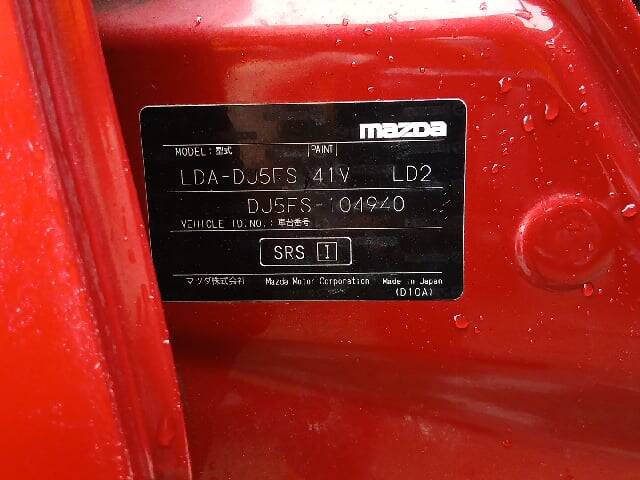 mazda
MODEL:型式 PAINT
LDA-DJ5FS 41V LD2
DJ5FS-104940
VEHICLE ID.NO.:車台番号
SRS I
マツダ株式会社 Mazda Motor Corporation Made in Japan
(D10A)